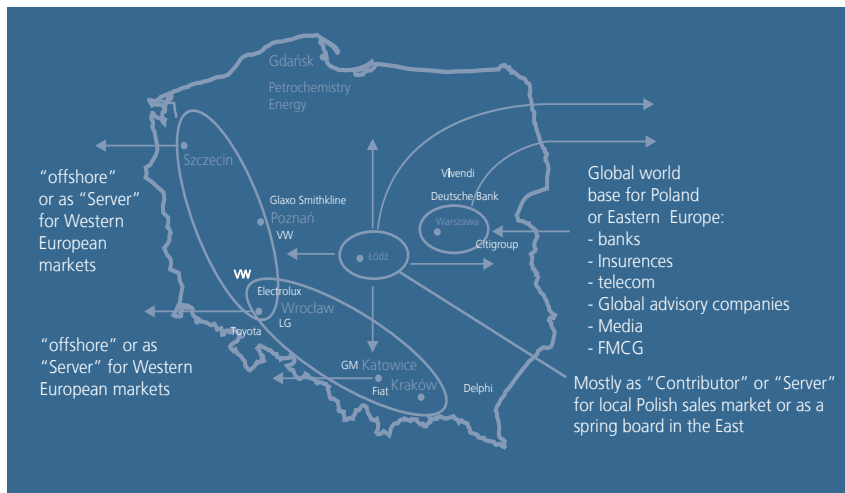 Gdańsk
Petrochemistry
Energy
Szczecin
“offshore”
or as “Server”
for Western
European
markets
Vivendi
Deutsche Bank
Glaxo Smithkline
Poznań
VW
Warszawa
Citigroup
Łódź
Global world
base for Poland
or Eastern Europe:
- banks
- Insurences
- telecom
- Global advisory companies
- Media
- FMCG
VW
Electrolux
Wrocław
LG
Toyota
“offshore” or as
“Server” for Western
European markets
GM Katowice
Fiat
Kraków
Delphi
Mostly as “Contributor” or “Server”
for local Polish sales market or as a
spring board in the East